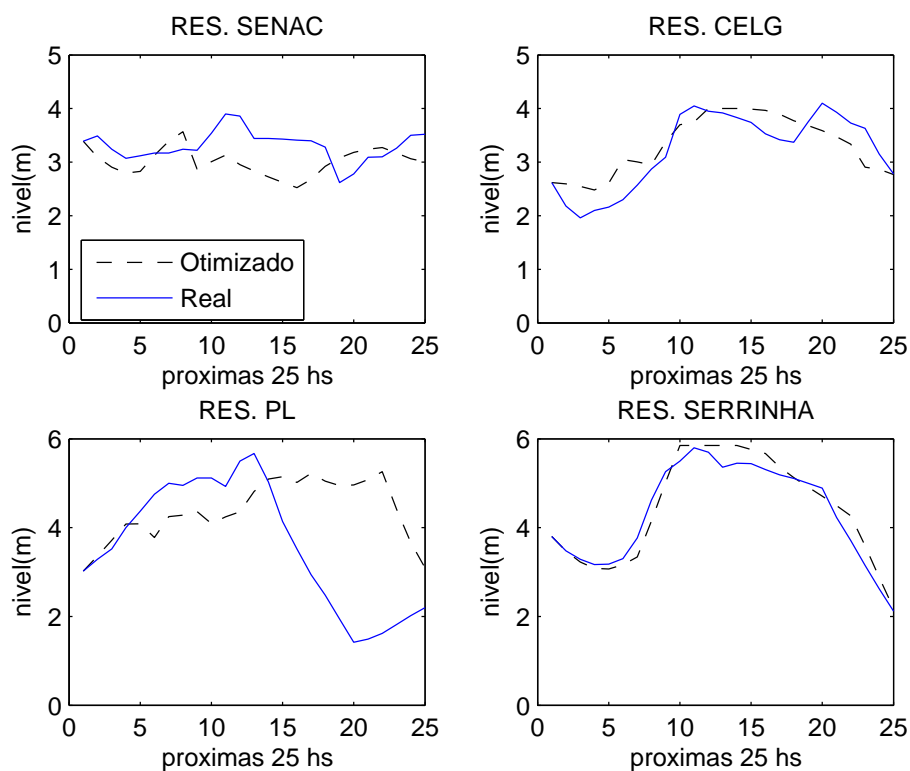 RES. SENAC
5
4
3
2
1
0
nivel(m)
Otimizado
Real
0 5 10 15 20 25
proximas 25 hs
RES. CELG
5
4
3
2
1
0
nivel(m)
0 5 10 15 20 25
proximas 25 hs
RES. PL
6
4
2
0
nivel(m)
0 5 10 15 20 25
proximas 25 hs
RES. SERRINHA
6
4
2
0
nivel(m)
0 5 10 15 20 25
proximas 25 hs